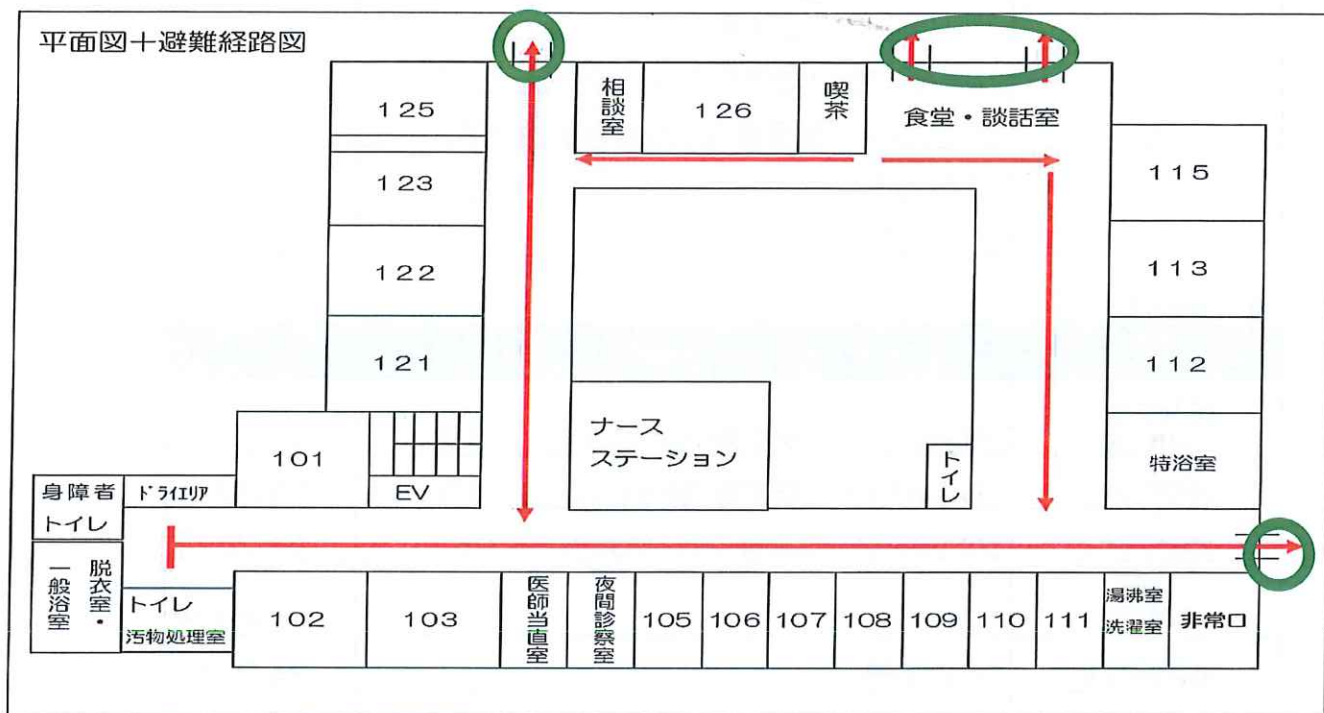 平面図＋避難経路図
125
相談室
126
喫茶
食堂・談話室
123
115
122
113
121
112
101
EV
ナース
ステーション
トイレ
特浴室
身障者
トイレ
ドライエリア
脱衣室・
一般浴室
トイレ
汚物処理室
102
103
医師当直室
夜間診察室
105
106
107
108
109
110
111
湯沸室
洗濯室
非常口